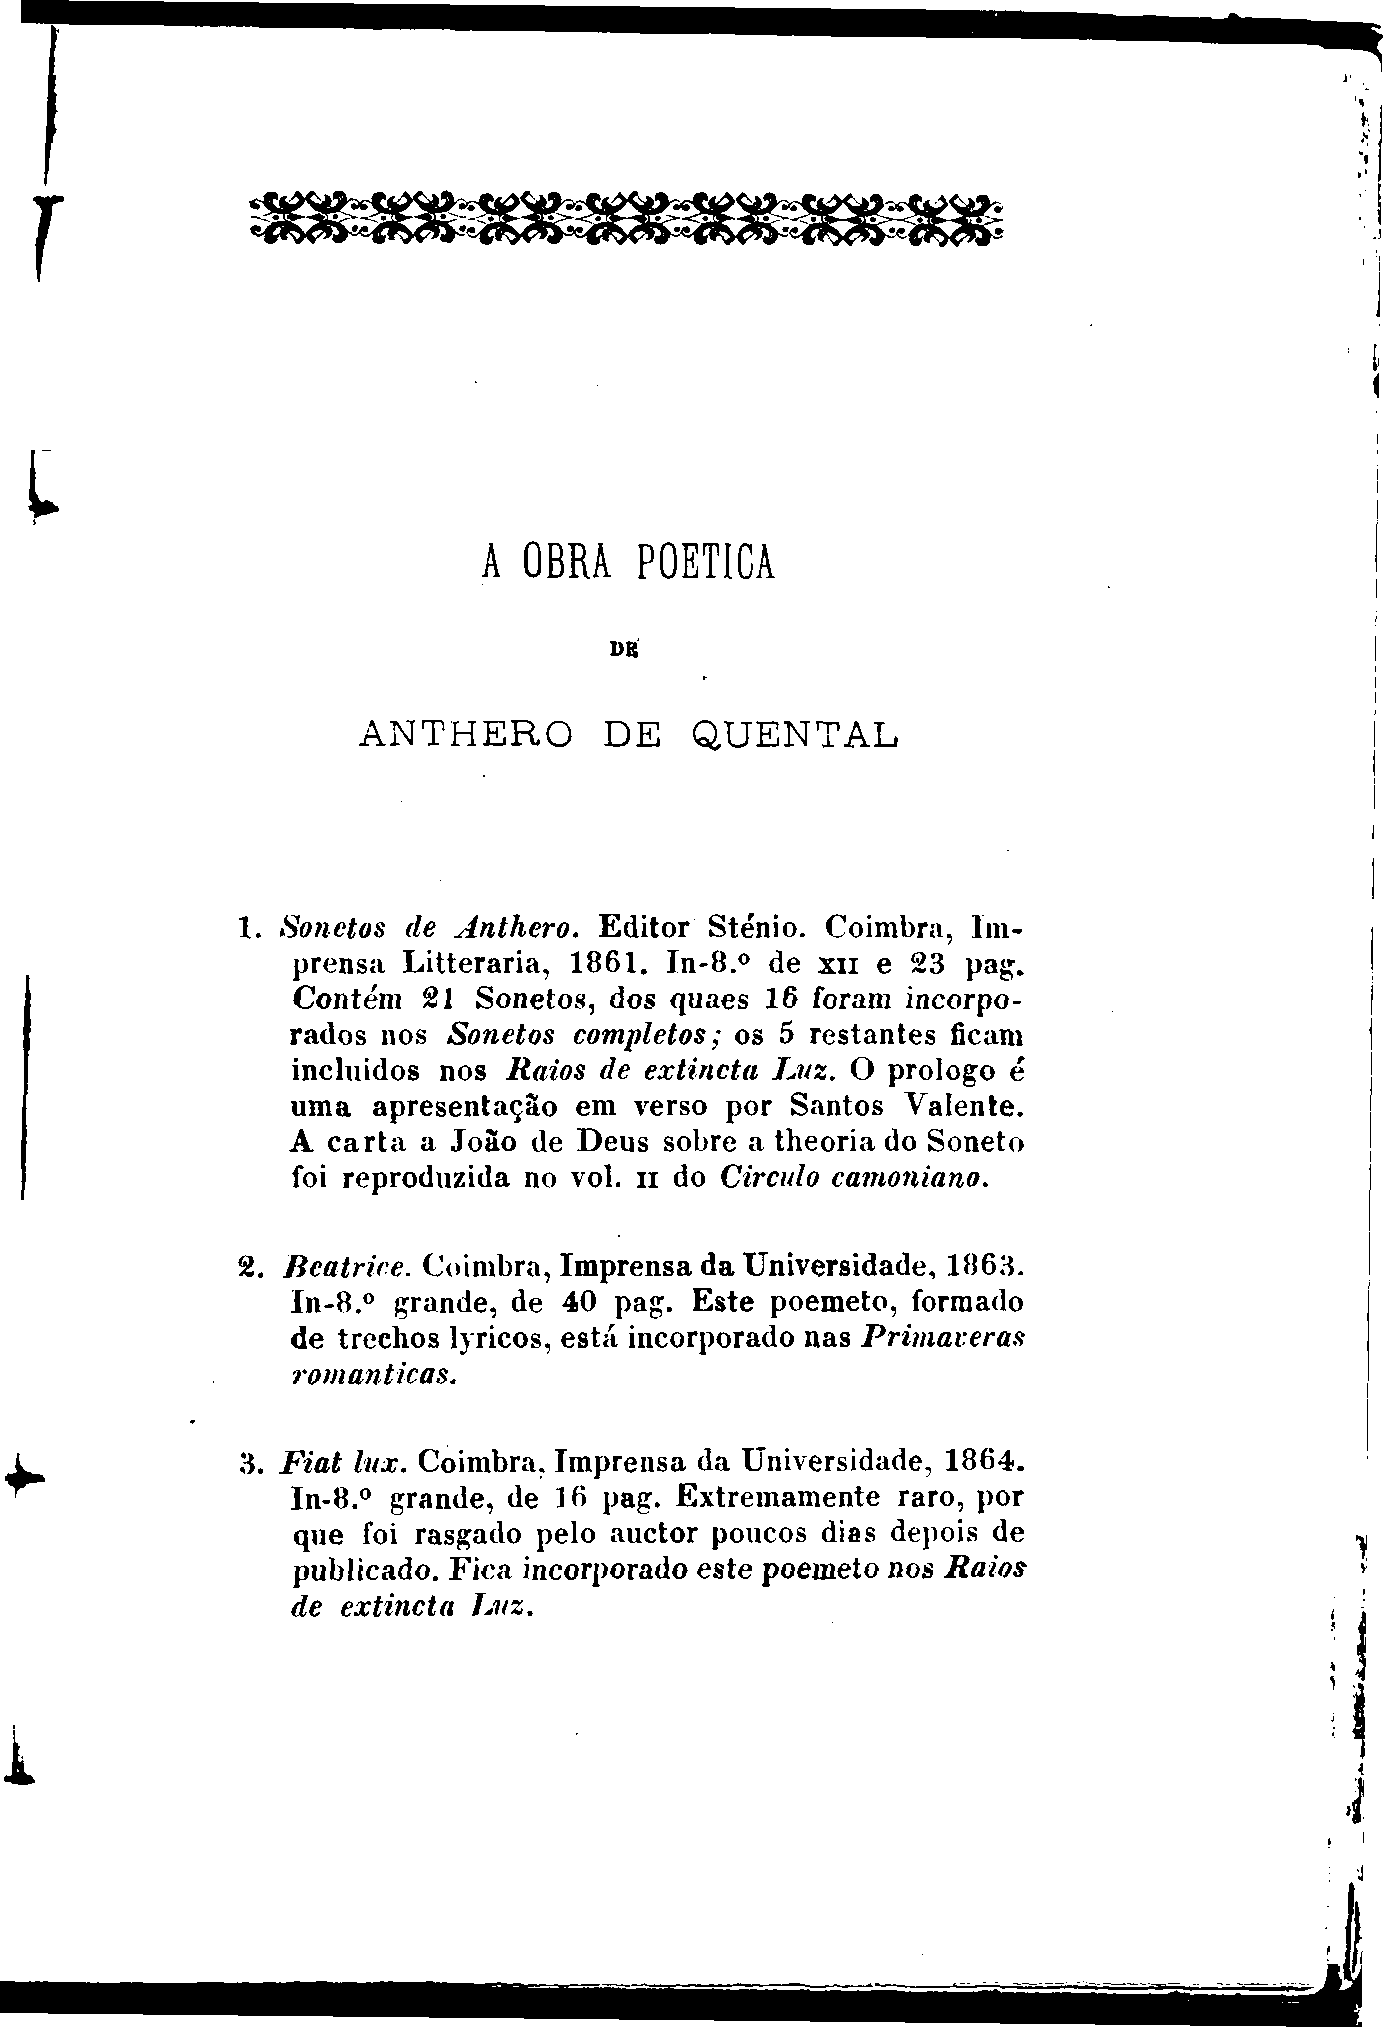 A OBRA POETICA
DE
ANTHERO DE QUENTAL
1. Sonetos de Anthero. Editor Sténio. Coimbra, Im-
prensa Litteraria, 1861. In-8.º de XII e 23 pag.
Contém 21 Sonetos, dos quaes 16 foram incorpo-
rados nos Sonetos completos; os 5 restantes ficam
incluidos nos Raios de extincta Luz. O prologo é
uma apresentação em verso por Santos Valente.
A carta a João de Deus sobre a theoria do Soneto
foi reproduzida no vol. II do Circulo camoniano.
2. Beatrice. Coimbra, Imprensa da Universidade, 1863.
In-8.º grande, de 40 pag. Este poemeto, formado
de trechos lyricos, está incorporado nas Primaveras
romanticas.
3. Fiat lux. Coimbra, Imprensa da Universidade, 1864.
In-8.º grande, de 16 pag. Extremamente raro, por
que foi rasgado pelo auctor poucos dias depois de
publicado. Fica incorporado este poemeto nos Raios
de extincta Luz.